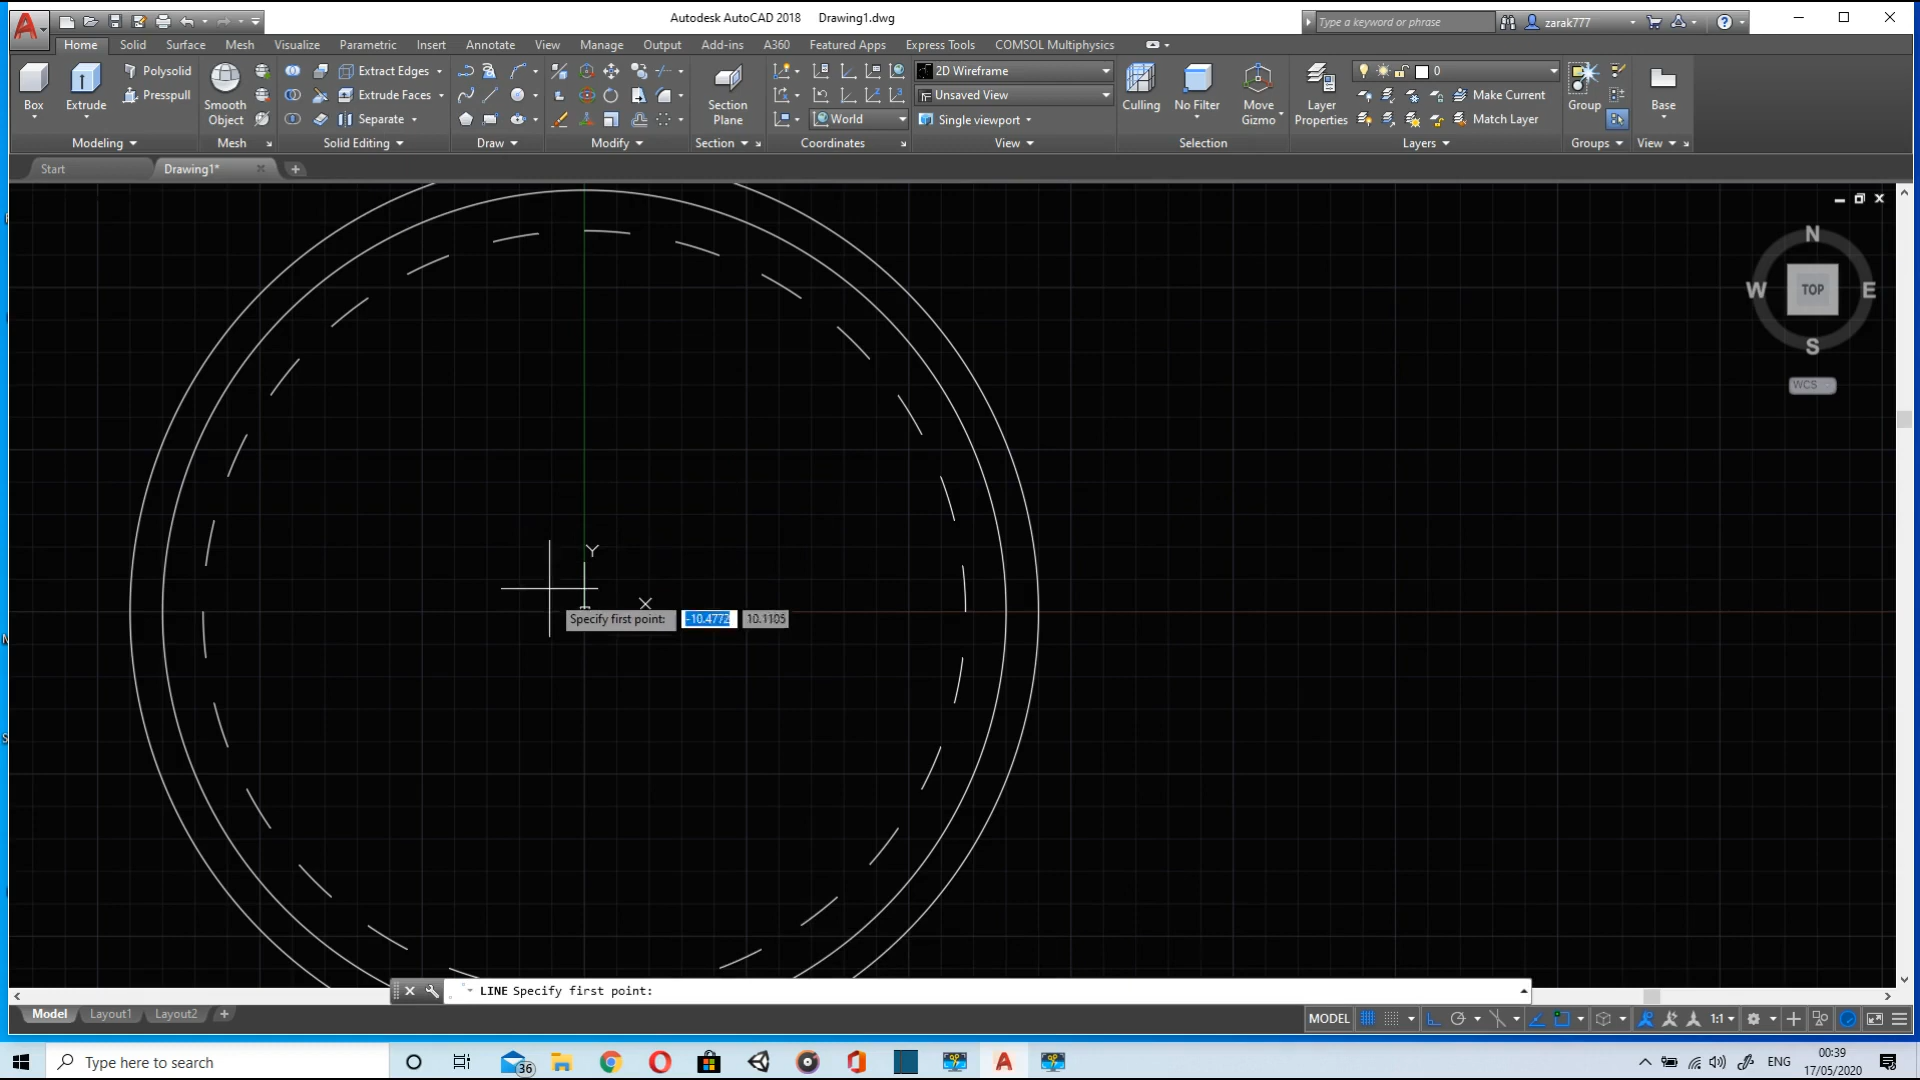 Autodesk AutoCAD 2018 Drawing1.dwg
Type a keyword or phrase
zarak777
Home Solid Surface Mesh Visualize Parametric Insert Annotate View Manage Output Add-ins A360 Featured Apps Express Tools COMSOL Multiphysics
Box
Extrude
Polysolid
Presspull
Smooth Object
Extract Edges
Extrude Faces
Separate
Section Plane
World
2D Wireframe
Unsaved View
Single viewport
Culling
No Filter
Move Gizmo
Layer Properties
0
Make Current
Match Layer
Group
Base
Modeling Mesh Solid Editing Draw Modify Section Coordinates View Selection Layers Groups View
Start Drawing1*
N
W TOP E
S
WCS
Y
X
Specify first point: -10.4772 10.1105
LINE Specify first point:
Model Layout1 Layout2
MODEL 1:1
Type here to search
36
ENG
00:39
17/05/2020